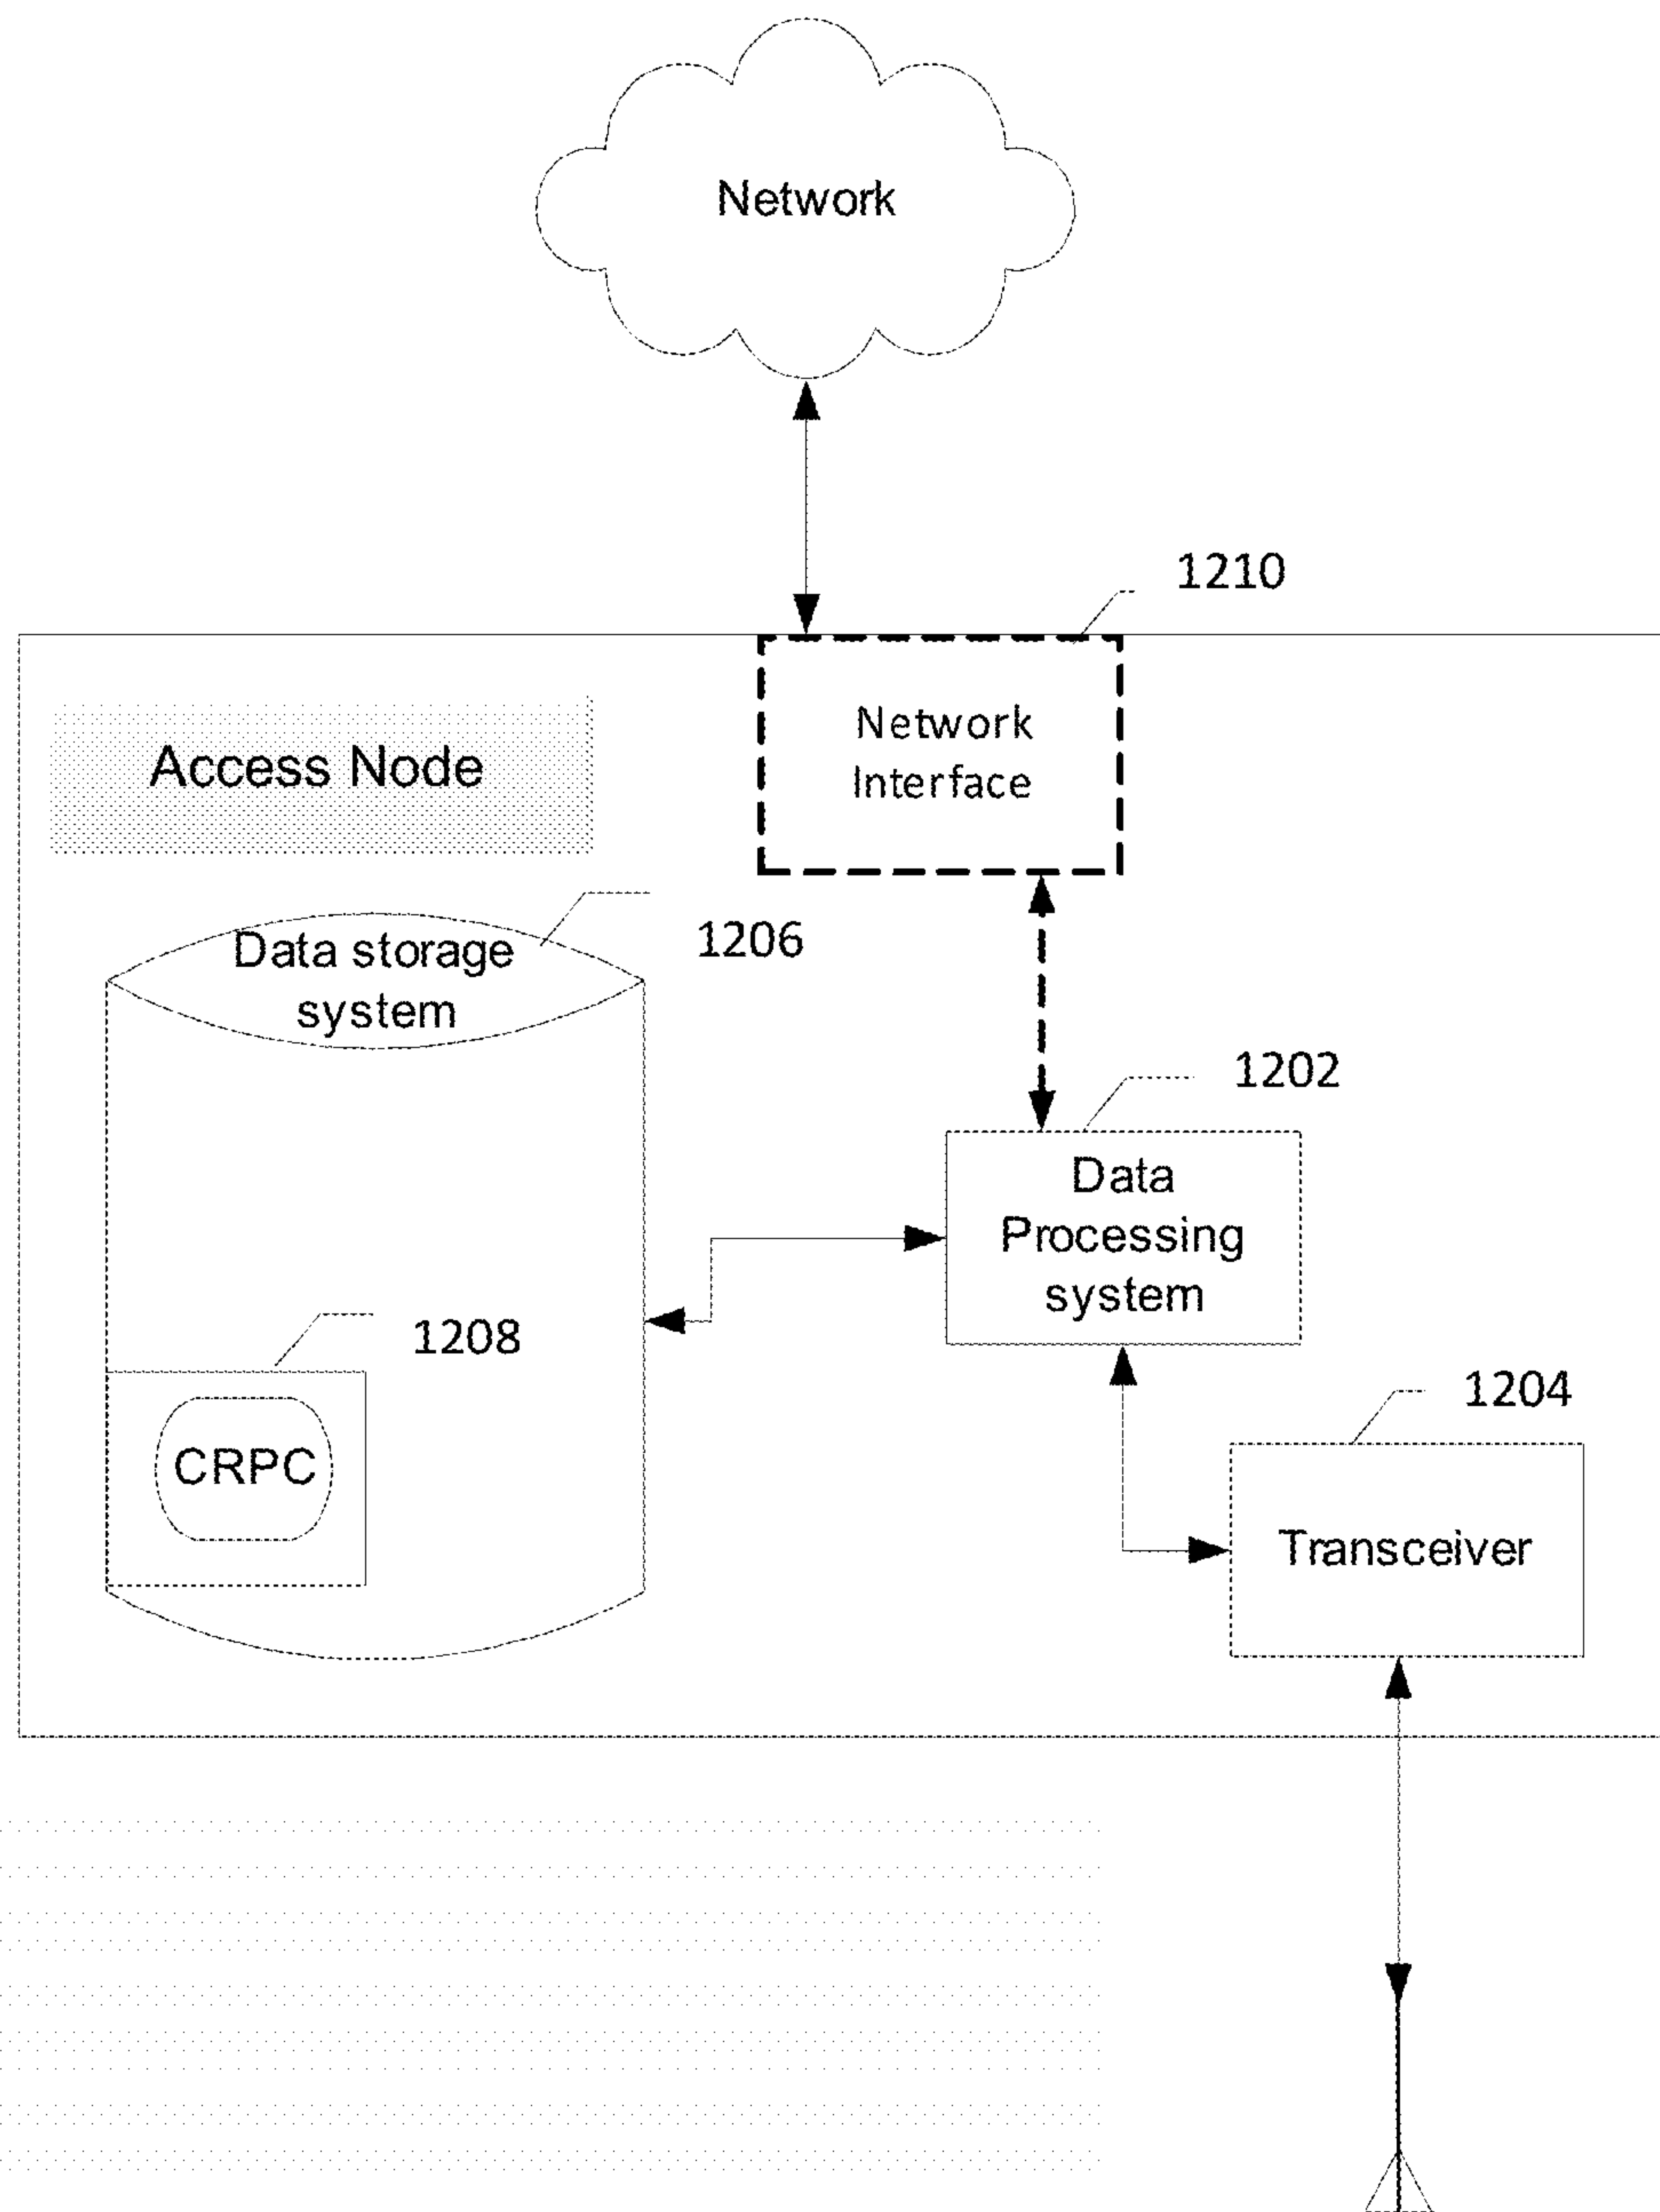 Network
1210
Network
Interface
Access Node
1206
Data storage
system
1202
Data
Processing
system
1208
CRPC
1204
Transceiver